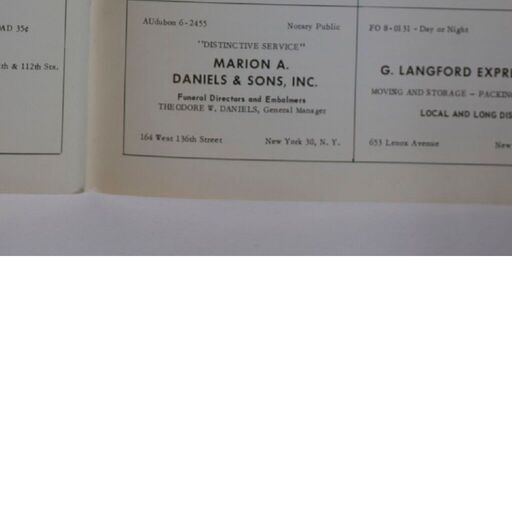 AD 35¢
th & 112th Sts.
AUdubon 6-2455 Notary Public
"DISTINCTIVE SERVICE"
MARION A.
DANIELS & SONS, INC.
Funeral Directors and Embalmers
THEODORE W. DANIELS, General Manager
164 West 136th Street New York 30, N. Y.
FO 8-0131 - Day or Night
G. LANGFORD EXPR
MOVING AND STORAGE - PACKING
LOCAL AND LONG DIS
653 Lenox Avenue New